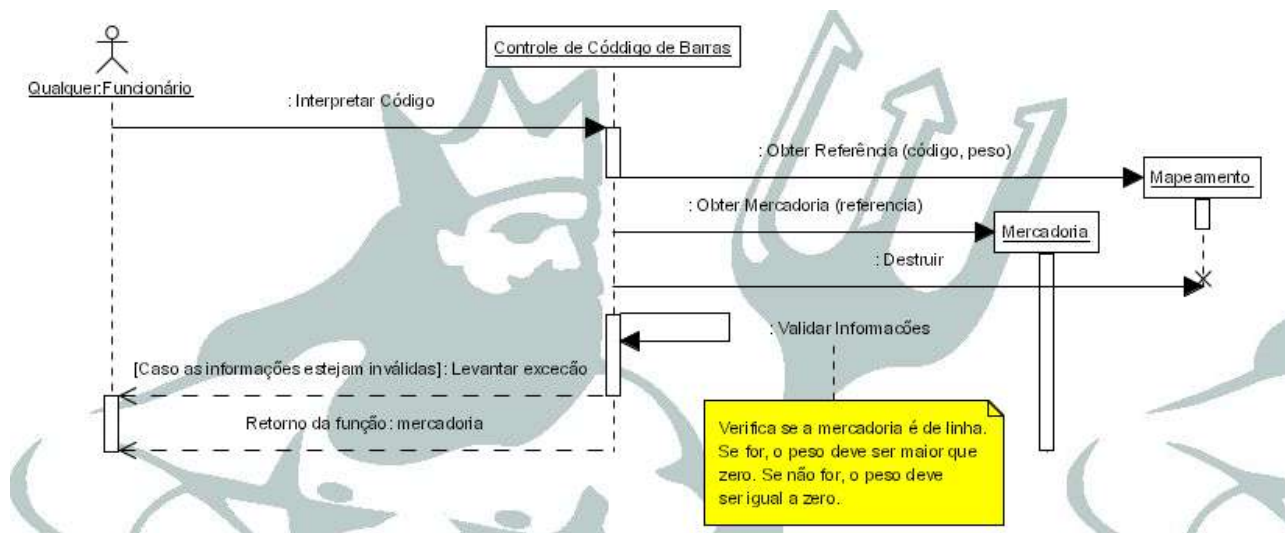 Controle de Códdigo de Barras
Qualquer:Funcionário
: Interpretar Código
: Obter Referência (código, peso)
Mapeamento
: Obter Mercadoria (referencia)
Mercadoria
: Destruir
: Validar Informacões
[Caso as informações estejam inválidas] : Levantar excecão
Retorno da função : mercadoria
Verifica se a mercadoria é de linha.
Se for, o peso deve ser maior que
zero. Se não for, o peso deve
ser igual a zero.